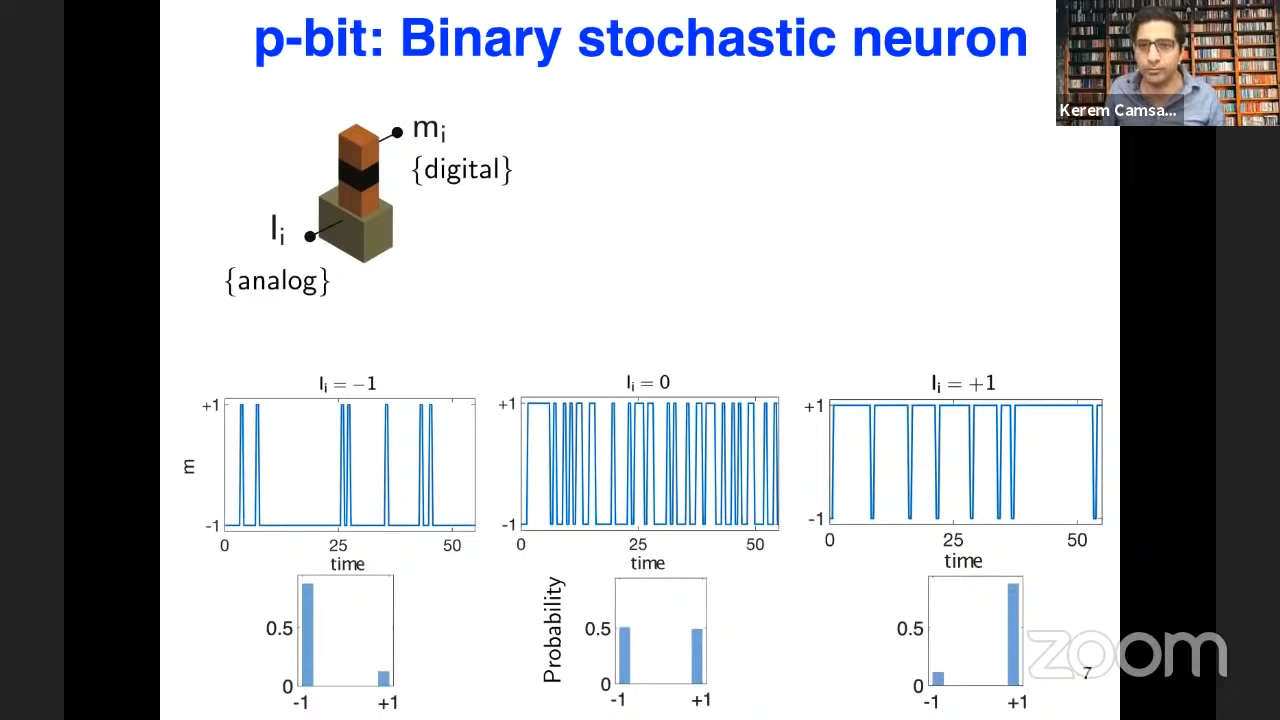 p-bit: Binary stochastic neuron
Kerem Camsa...
mᵢ
{digital}
Iᵢ
{analog}
Iᵢ = −1
Iᵢ = 0
Iᵢ = +1
+1
m
-1
0 25 50
time
+1
-1
0 25 50
time
+1
-1
0 25 50
time
0.5
0
-1 +1
Probability
0.5
0
-1 +1
0.5
0
-1 +1
zoom
7